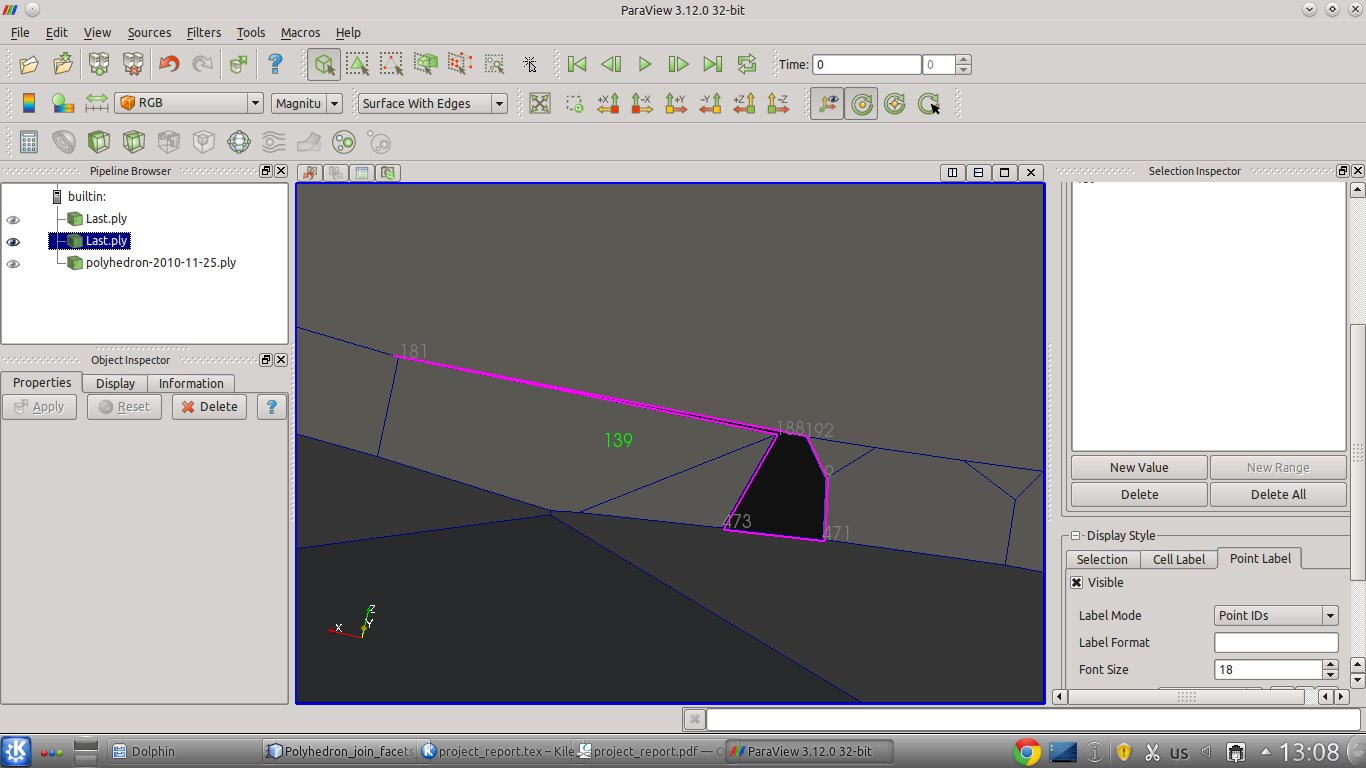 ParaView 3.12.0 32-bit
File Edit View Sources Filters Tools Macros Help
Time: 0 0
RGB Magnitu Surface With Edges +X -X +Y -Y +Z -Z
Pipeline Browser
builtin:
Last.ply
Last.ply
polyhedron-2010-11-25.ply
Object Inspector
Properties Display Information
Apply Reset Delete ?
181
188 192
139
9
473
471
Z
X Y
Selection Inspector
New Value New Range
Delete Delete All
Display Style
Selection Cell Label Point Label
Visible
Label Mode Point IDs
Label Format
Font Size 18
Dolphin Polyhedron_join_facets project_report.tex – Kile project_report.pdf — O ParaView 3.12.0 32-bit us 13:08